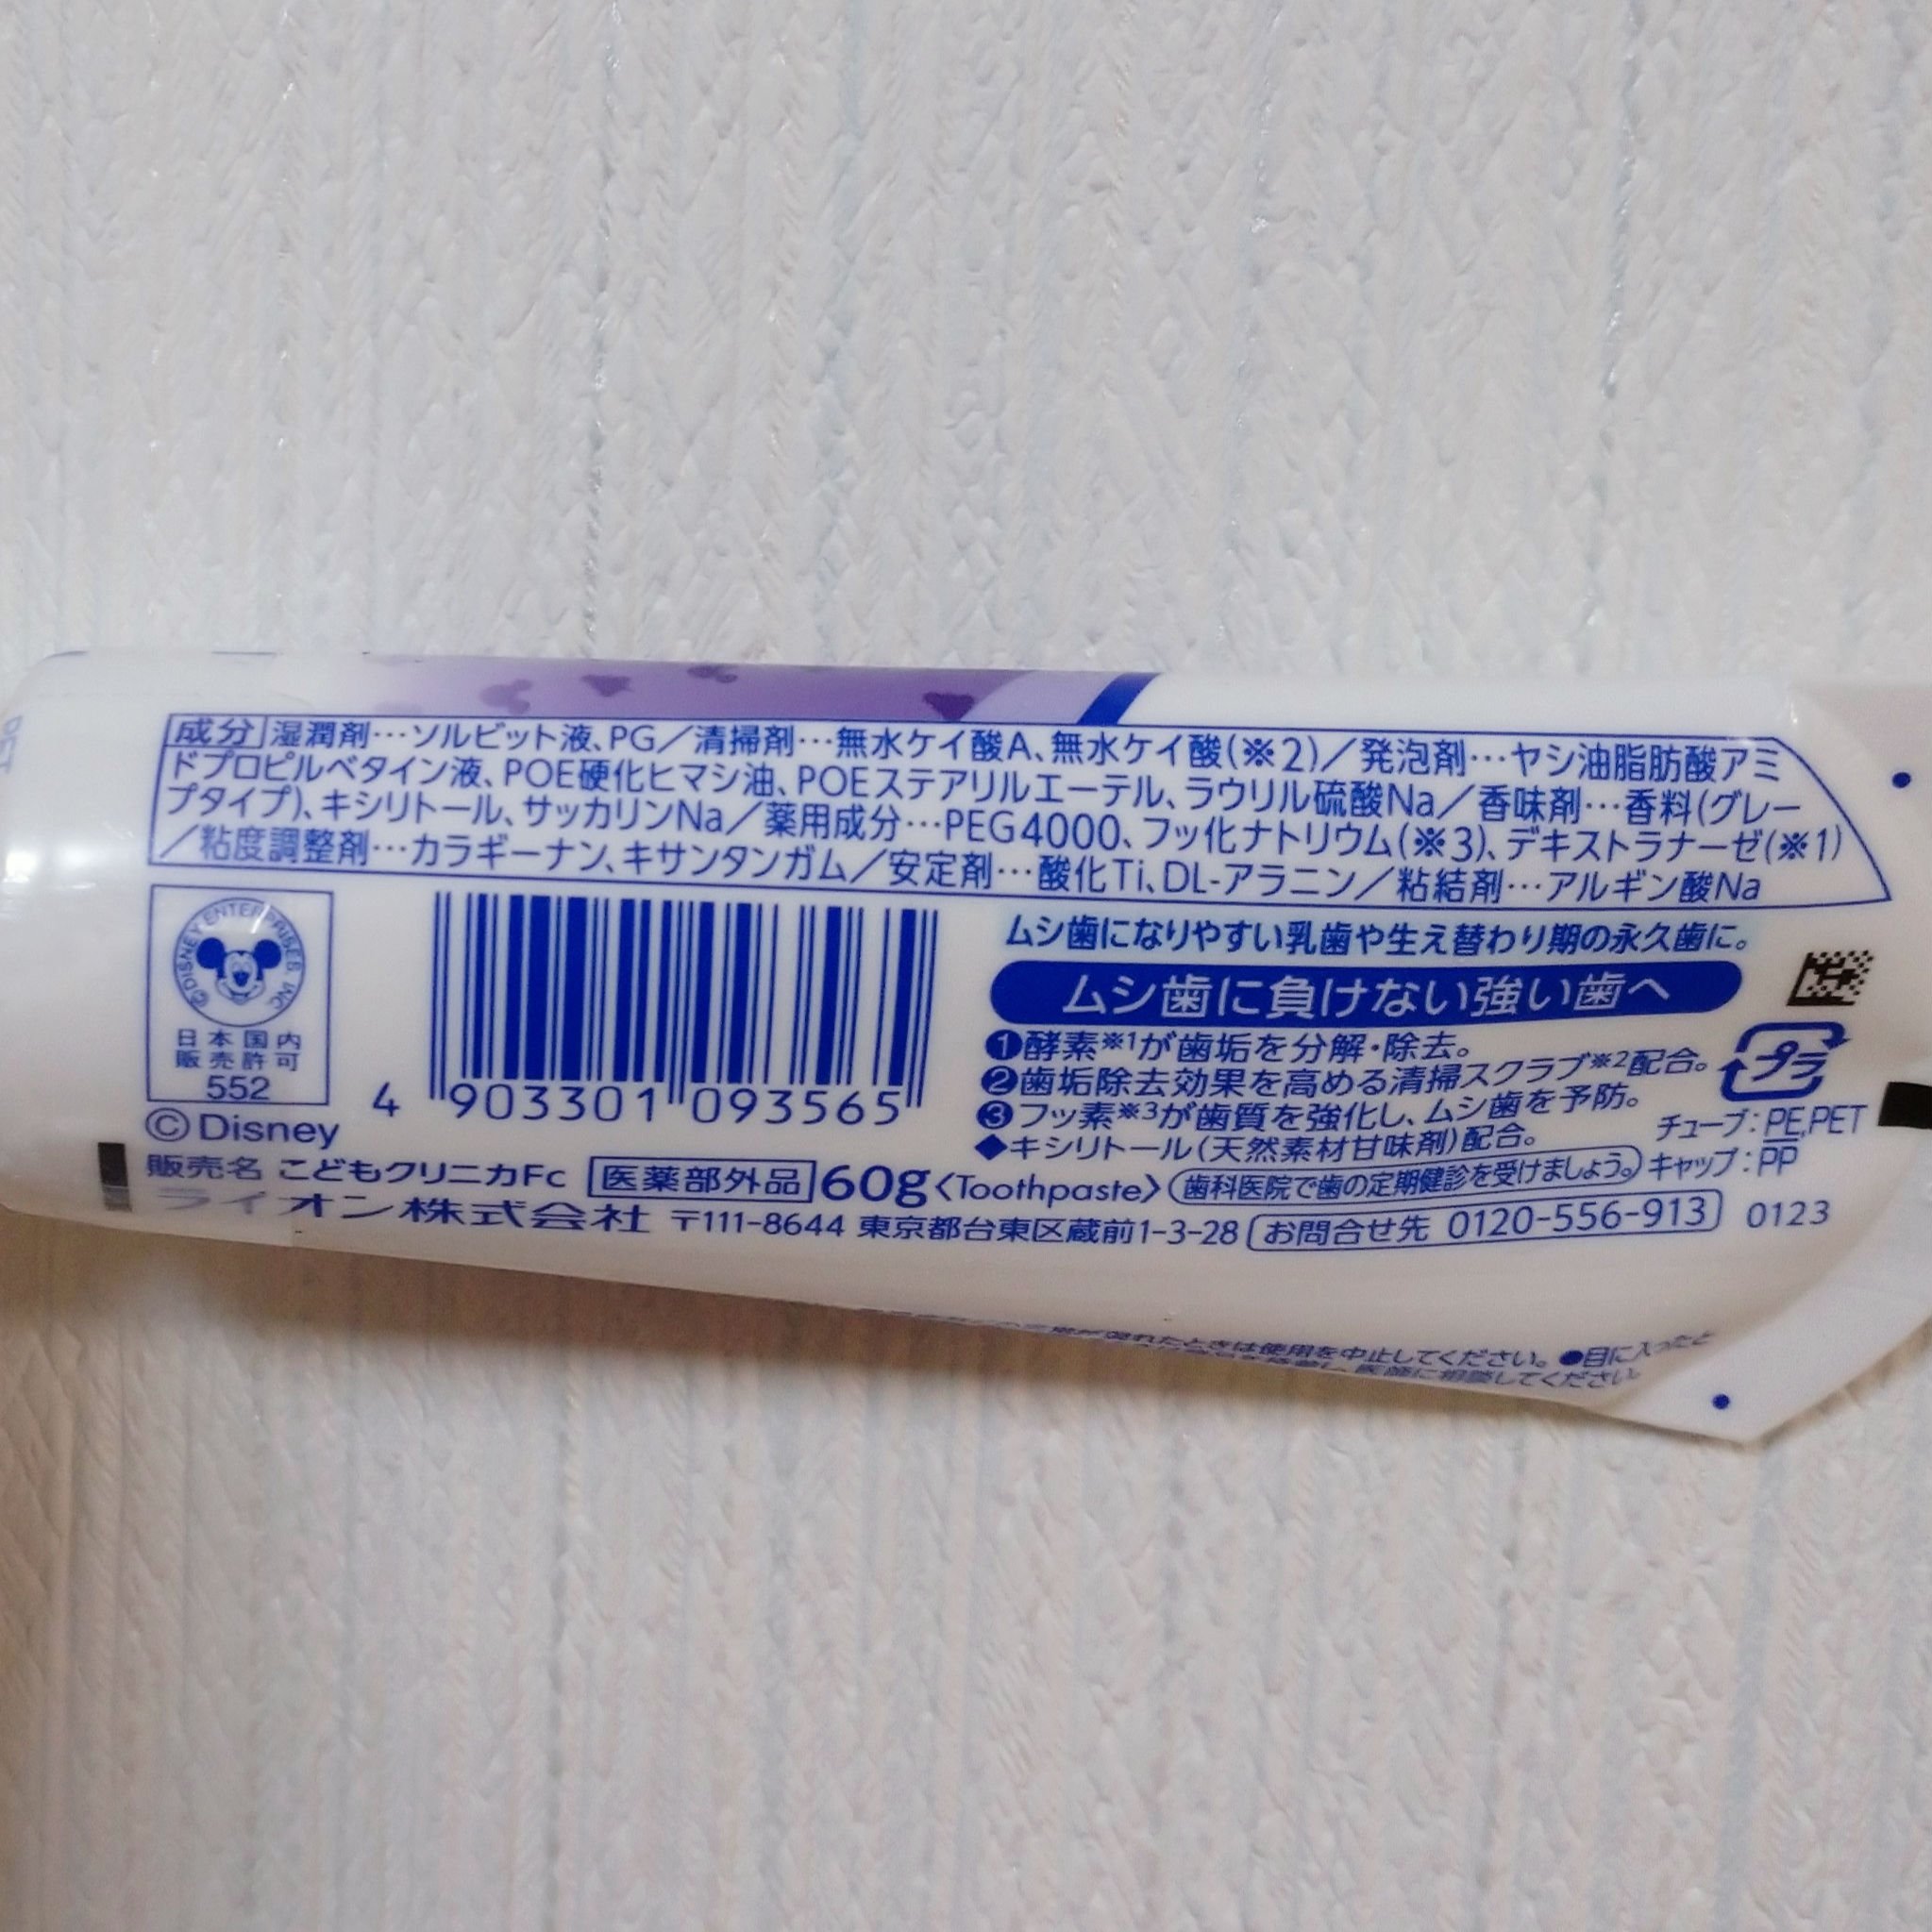 成分 湿潤剤…ソルビット液、PG／清掃剤…無水ケイ酸A、無水ケイ酸(※2)／発泡剤…ヤシ油脂肪酸アミ
ドプロピルベタイン液、POE硬化ヒマシ油、POEステアリルエーテル、ラウリル硫酸Na／香味剤…香料(グレー
プタイプ)、キシリトール、サッカリンNa／薬用成分…PEG4000、フッ化ナトリウム(※3)、デキストラナーゼ(※1)
／粘度調整剤…カラギーナン、キサンタンガム／安定剤…酸化Ti、DL-アラニン／粘結剤…アルギン酸Na
©DISNEY ENTERPRISES, INC
日本国内
販売許可
552
©Disney
4 903301 093565
ムシ歯になりやすい乳歯や生え替わり期の永久歯に。
ムシ歯に負けない強い歯へ
❶酵素※1が歯垢を分解・除去。
❷歯垢除去効果を高める清掃スクラブ※2配合。
❸フッ素※3が歯質を強化し、ムシ歯を予防。
◆キシリトール(天然素材甘味剤)配合。
プラ
チューブ:PE,PET
キャップ:PP
販売名 こどもクリニカFc 医薬部外品 60g <Toothpaste> 歯科医院で歯の定期健診を受けましょう。
ライオン株式会社 〒111-8644 東京都台東区蔵前1-3-28 お問合せ先 0120-556-913 0123
れたときは使用を中止してください。●目に入ったと
医師に相談してください